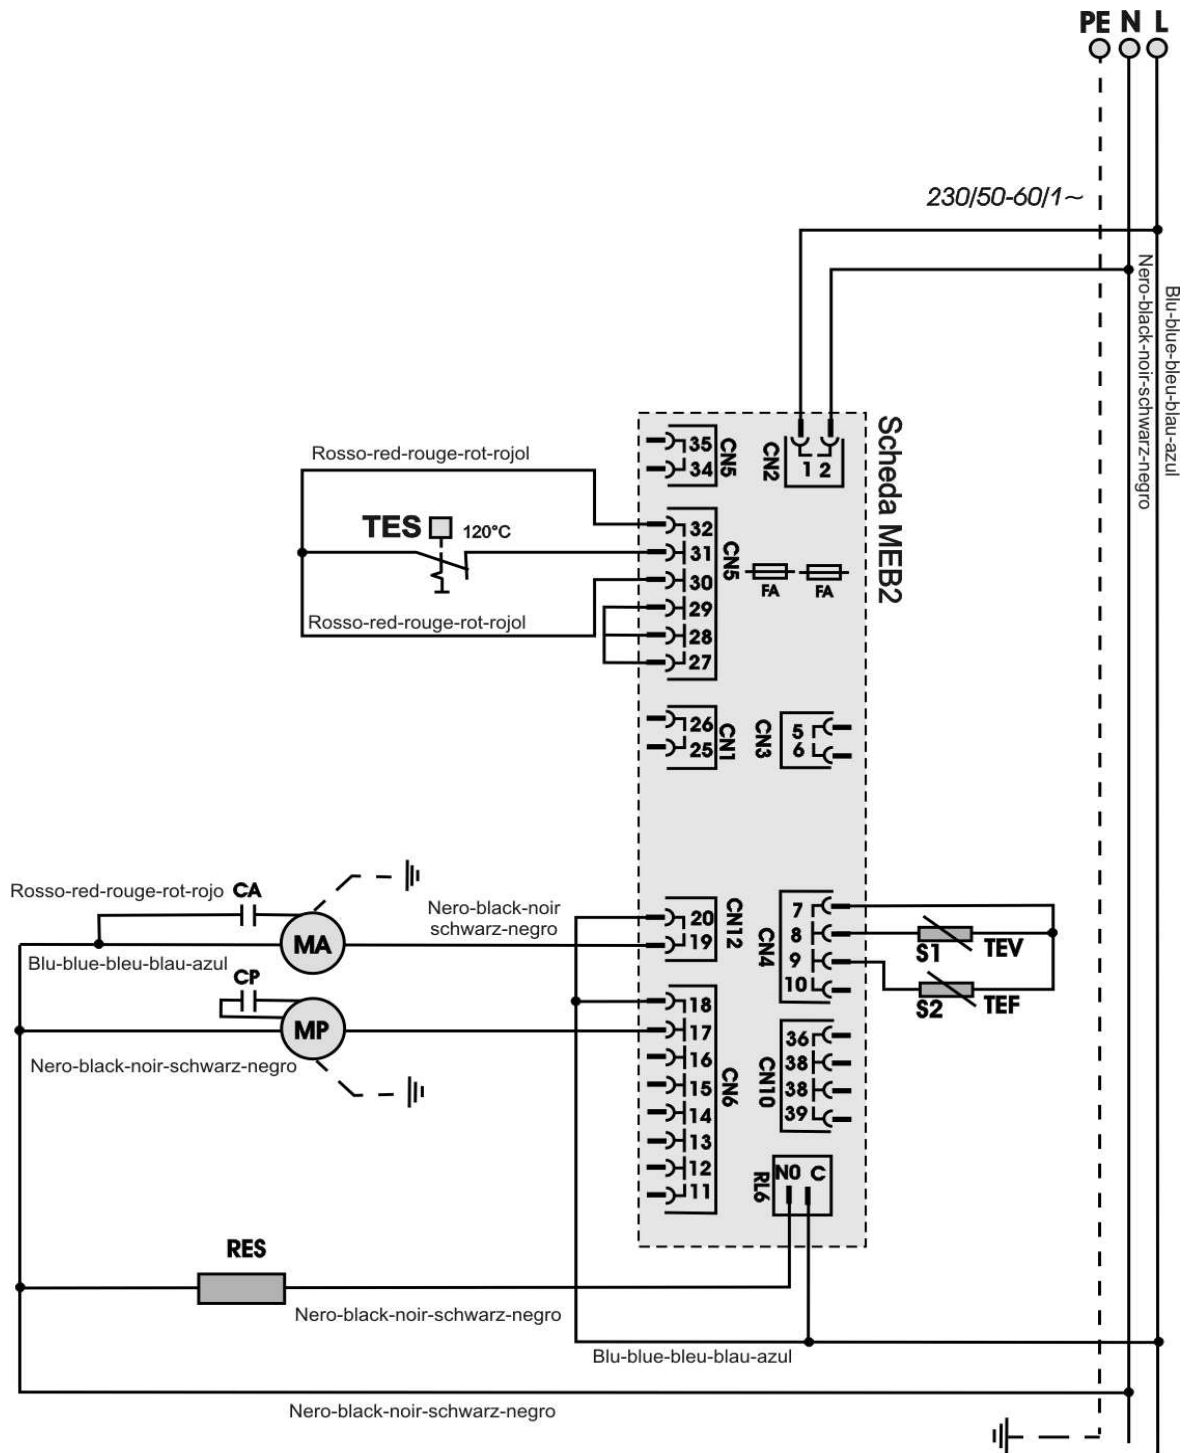 PE N L
230/50-60/1~
Nero-black-noir-schwarz-negro
Blu-blue-bleu-blau-azul
Scheda MEB2
35
34
CN5
CN2
1 2
Rosso-red-rouge-rot-rojol
TES
120°C
32
31
30
29
28
27
CN5
FA
FA
Rosso-red-rouge-rot-rojol
26
25
CN1
CN3
5
6
Rosso-red-rouge-rot-rojo
CA
MA
Nero-black-noir
schwarz-negro
Blu-blue-bleu-blau-azul
20
19
CN12
CN4
7
8
9
10
S1
TEV
S2
TEF
CP
MP
Nero-black-noir-schwarz-negro
18
17
16
15
14
13
12
11
CN6
CN10
36
38
38
39
RL6
N0 C
RES
Nero-black-noir-schwarz-negro
Blu-blue-bleu-blau-azul
Nero-black-noir-schwarz-negro